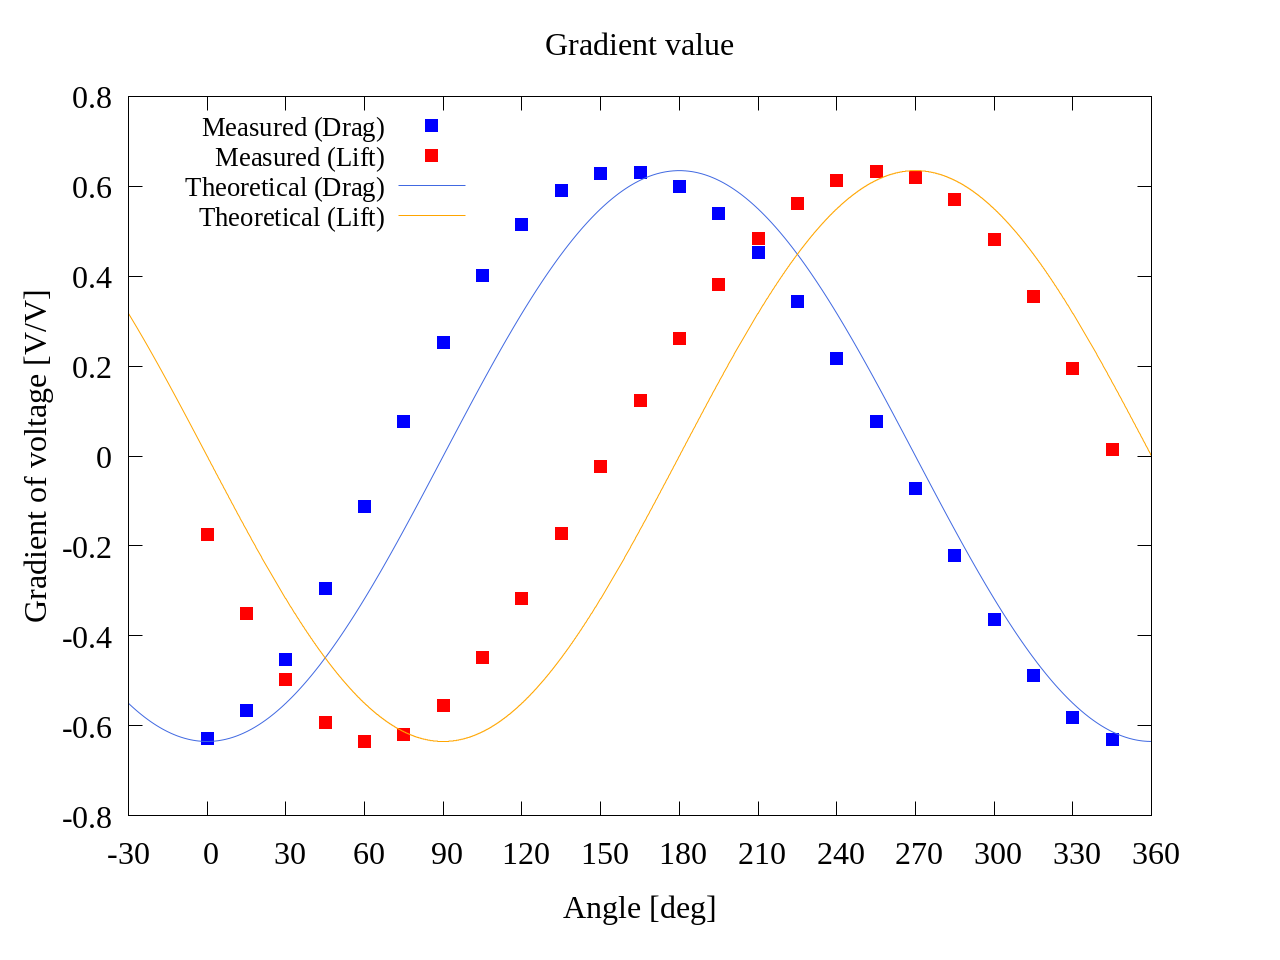 Gradient value
0.8
0.6
0.4
0.2
0
-0.2
-0.4
-0.6
-0.8
Gradient of voltage [V/V]
Measured (Drag)
Measured (Lift)
Theoretical (Drag)
Theoretical (Lift)
-30 0 30 60 90 120 150 180 210 240 270 300 330 360
Angle [deg]